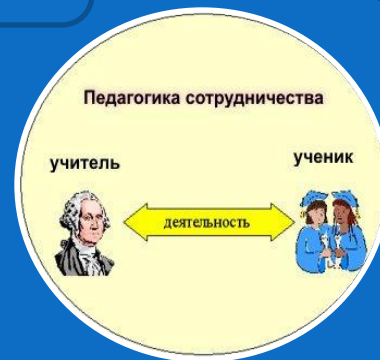 Педагогика сотрудничества
учитель
ученик
деятельность